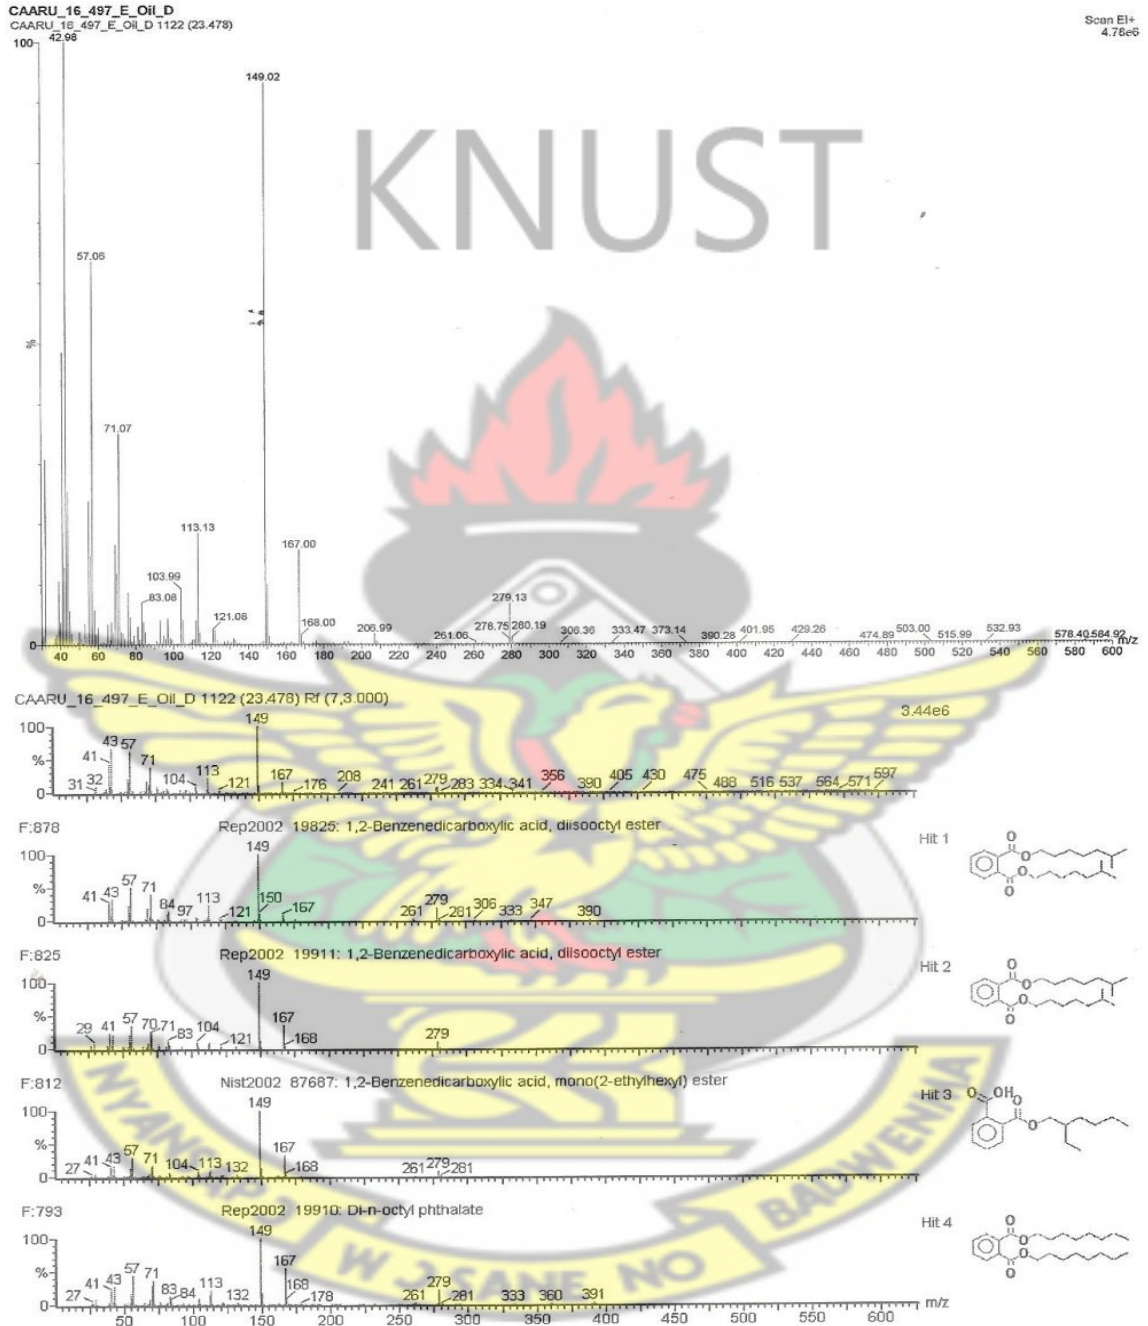 CAARU_16_497_E_Oil_D
CAARU_16_497_E_Oil_D 1122 (23.478)
Scan EI+
4.78e6
KNUST
100
%
0
42.98
149.02
57.06
71.07
113.13
167.00
103.99
83.08
121.08
168.00
206.99
261.06
278.75
279.13
280.19
306.36
333.47
373.14
390.28
401.95
429.26
474.89
503.00
515.99
532.93
578.40
584.92
m/z
40 60 80 100 120 140 160 180 200 220 240 260 280 300 320 340 360 380 400 420 440 460 480 500 520 540 560 580 600
CAARU_16_497_E_Oil_D 1122 (23.478) Rf (7,3.000)
3.44e6
100
%
0
31 32 41 43 57 71 104 113 121 149 167 176 208 241 261 279 283 334 341 356 390 405 430 475 488 516 537 564 571 597
F:878
Rep2002 19825: 1,2-Benzenedicarboxylic acid, diisooctyl ester
Hit 1
100
%
0
41 43 57 71 84 97 113 121 149 150 167 261 279 281 306 333 347 390
O
O
O
O
F:825
Rep2002 19911: 1,2-Benzenedicarboxylic acid, diisooctyl ester
Hit 2
100
%
0
29 41 57 70 71 83 104 121 149 167 168 279
O
O
O
O
F:812
Nist2002 87687: 1,2-Benzenedicarboxylic acid, mono(2-ethylhexyl) ester
Hit 3
100
%
0
27 41 43 57 71 104 113 132 149 167 168 261 279 281
O OH O
O
F:793
Rep2002 19910: Di-n-octyl phthalate
Hit 4
100
%
0
27 41 43 57 71 83 84 113 132 149 167 168 178 261 279 281 333 360 391
O
O
O
O
m/z
50 100 150 200 250 300 350 400 450 500 550 600
NYANSAPƆ
WƆSANE NO
BADWENMA